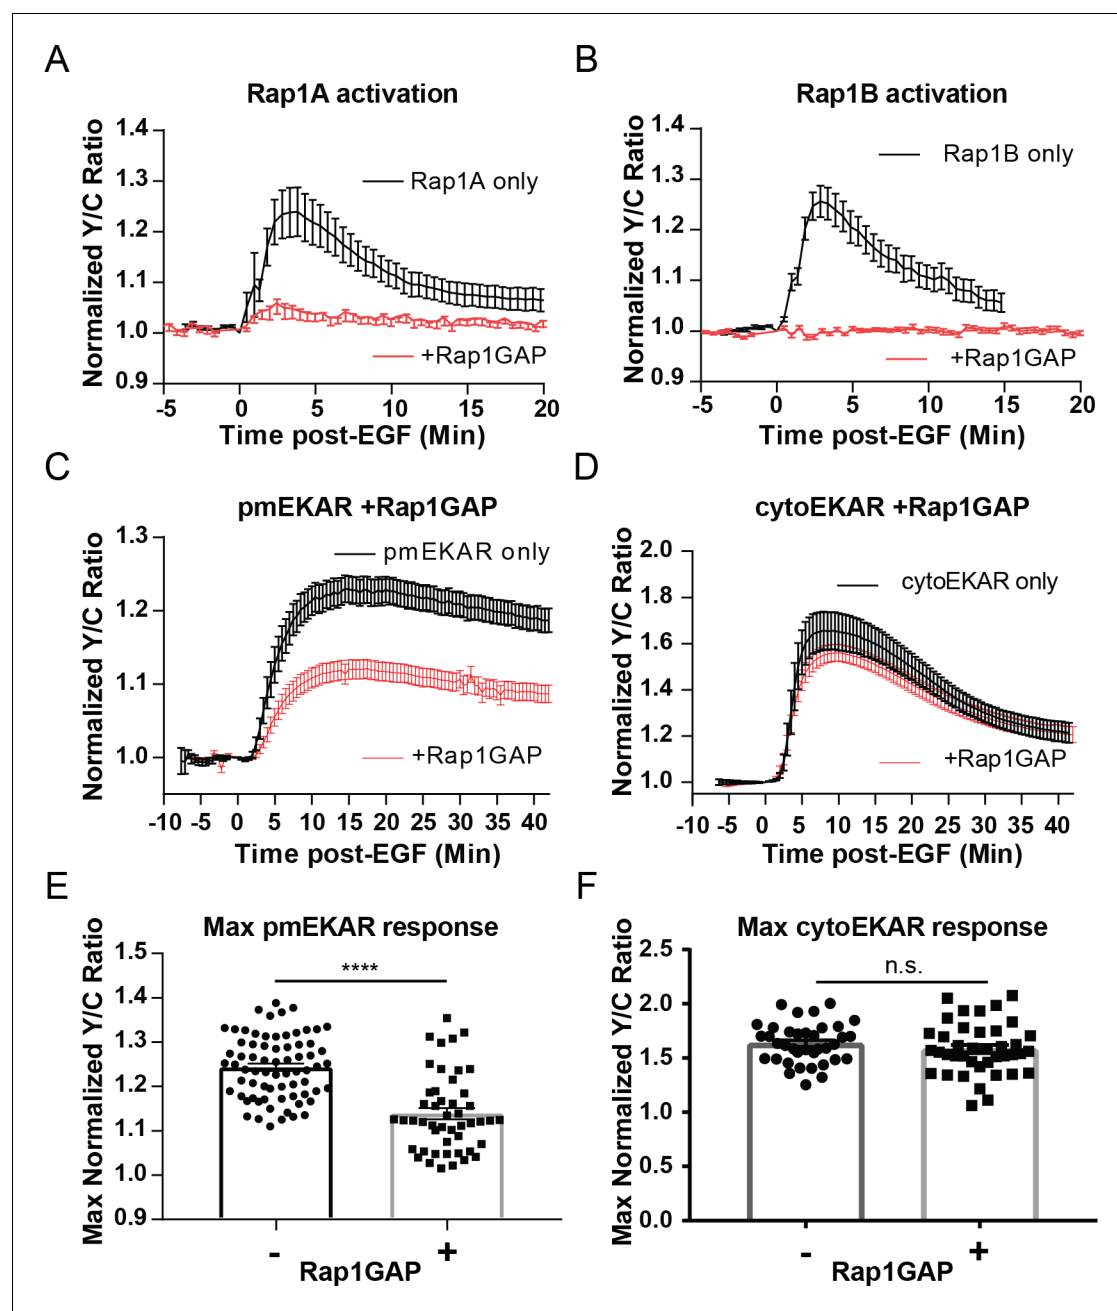 A
Rap1A activation
Normalized Y/C Ratio
1.4
1.3
1.2
1.1
1.0
0.9
Rap1A only
+Rap1GAP
-5 0 5 10 15 20
Time post-EGF (Min)
B
Rap1B activation
Normalized Y/C Ratio
1.4
1.3
1.2
1.1
1.0
0.9
Rap1B only
+Rap1GAP
-5 0 5 10 15 20
Time post-EGF (Min)
C
pmEKAR +Rap1GAP
Normalized Y/C Ratio
1.3
1.2
1.1
1.0
pmEKAR only
+Rap1GAP
-10 -5 0 5 10 15 20 25 30 35 40
Time post-EGF (Min)
D
cytoEKAR +Rap1GAP
Normalized Y/C Ratio
2.0
1.8
1.6
1.4
1.2
1.0
cytoEKAR only
+Rap1GAP
-10 -5 0 5 10 15 20 25 30 35 40
Time post-EGF (Min)
E
Max pmEKAR response
Max Normalized Y/C Ratio
1.5
1.4
1.3
1.2
1.1
1.0
0.9
****
- +
Rap1GAP
F
Max cytoEKAR response
Max Normalized Y/C Ratio
2.5
2.0
1.5
1.0
0.5
0.0
n.s.
- +
Rap1GAP